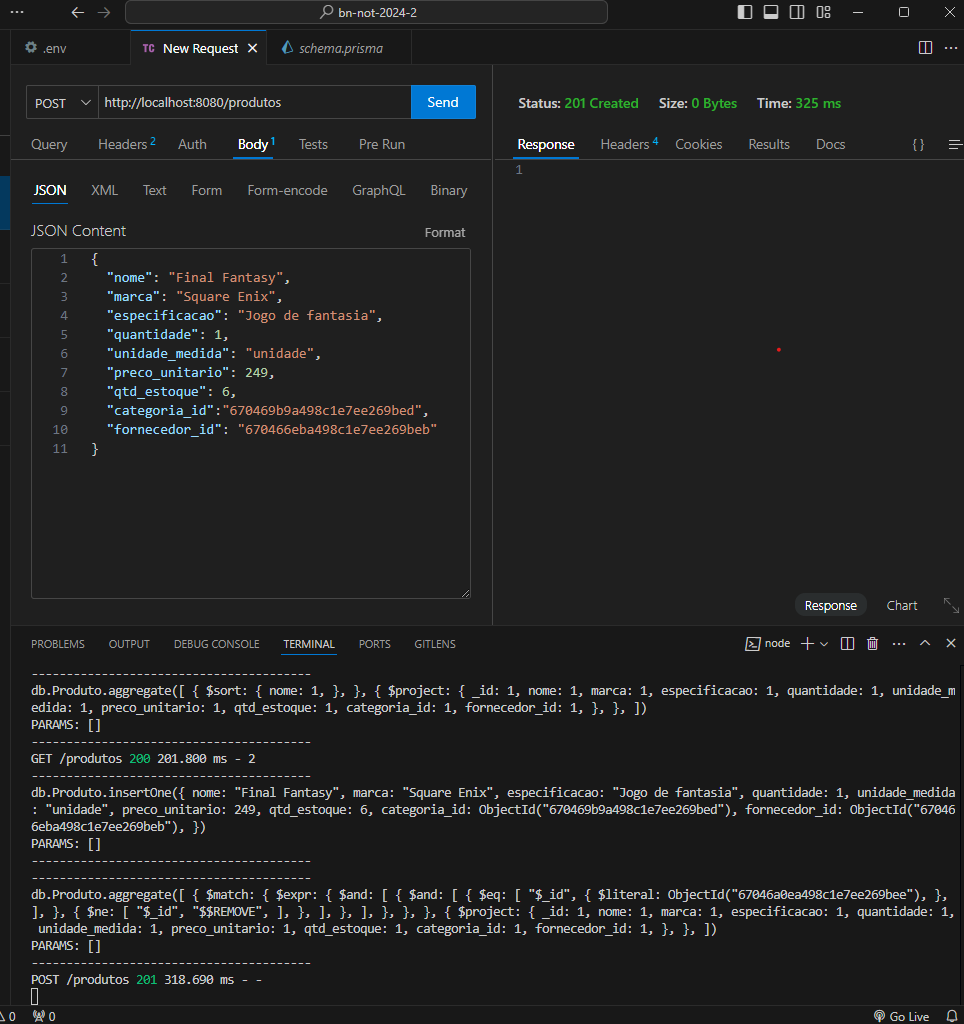 bn-not-2024-2
.env
TC New Request
schema.prisma
POST http://localhost:8080/produtos Send
Query Headers 2 Auth Body 1 Tests Pre Run
JSON XML Text Form Form-encode GraphQL Binary
JSON Content Format
1 {
2 "nome": "Final Fantasy",
3 "marca": "Square Enix",
4 "especificacao": "Jogo de fantasia",
5 "quantidade": 1,
6 "unidade_medida": "unidade",
7 "preco_unitario": 249,
8 "qtd_estoque": 6,
9 "categoria_id":"670469b9a498c1e7ee269bed",
10 "fornecedor_id": "670466eba498c1e7ee269beb"
11 }
Status: 201 Created Size: 0 Bytes Time: 325 ms
Response Headers 4 Cookies Results Docs { }
1
Response Chart
PROBLEMS OUTPUT DEBUG CONSOLE TERMINAL PORTS GITLENS node
----------------------------------------
db.Produto.aggregate([ { $sort: { nome: 1, }, }, { $project: { _id: 1, nome: 1, marca: 1, especificacao: 1, quantidade: 1, unidade_m
edida: 1, preco_unitario: 1, qtd_estoque: 1, categoria_id: 1, fornecedor_id: 1, }, }, ])
PARAMS: []
----------------------------------------
GET /produtos 200 201.800 ms - 2
----------------------------------------
db.Produto.insertOne({ nome: "Final Fantasy", marca: "Square Enix", especificacao: "Jogo de fantasia", quantidade: 1, unidade_medida
: "unidade", preco_unitario: 249, qtd_estoque: 6, categoria_id: ObjectId("670469b9a498c1e7ee269bed"), fornecedor_id: ObjectId("67046
6eba498c1e7ee269beb"), })
PARAMS: []
----------------------------------------
----------------------------------------
db.Produto.aggregate([ { $match: { $expr: { $and: [ { $and: [ { $eq: [ "$_id", { $literal: ObjectId("67046a0ea498c1e7ee269bee"), },
], }, { $ne: [ "$_id", "$$REMOVE", ], }, ], }, ], }, }, }, { $project: { _id: 1, nome: 1, marca: 1, especificacao: 1, quantidade: 1,
unidade_medida: 1, preco_unitario: 1, qtd_estoque: 1, categoria_id: 1, fornecedor_id: 1, }, }, ])
PARAMS: []
----------------------------------------
POST /produtos 201 318.690 ms - -
0 0 Go Live